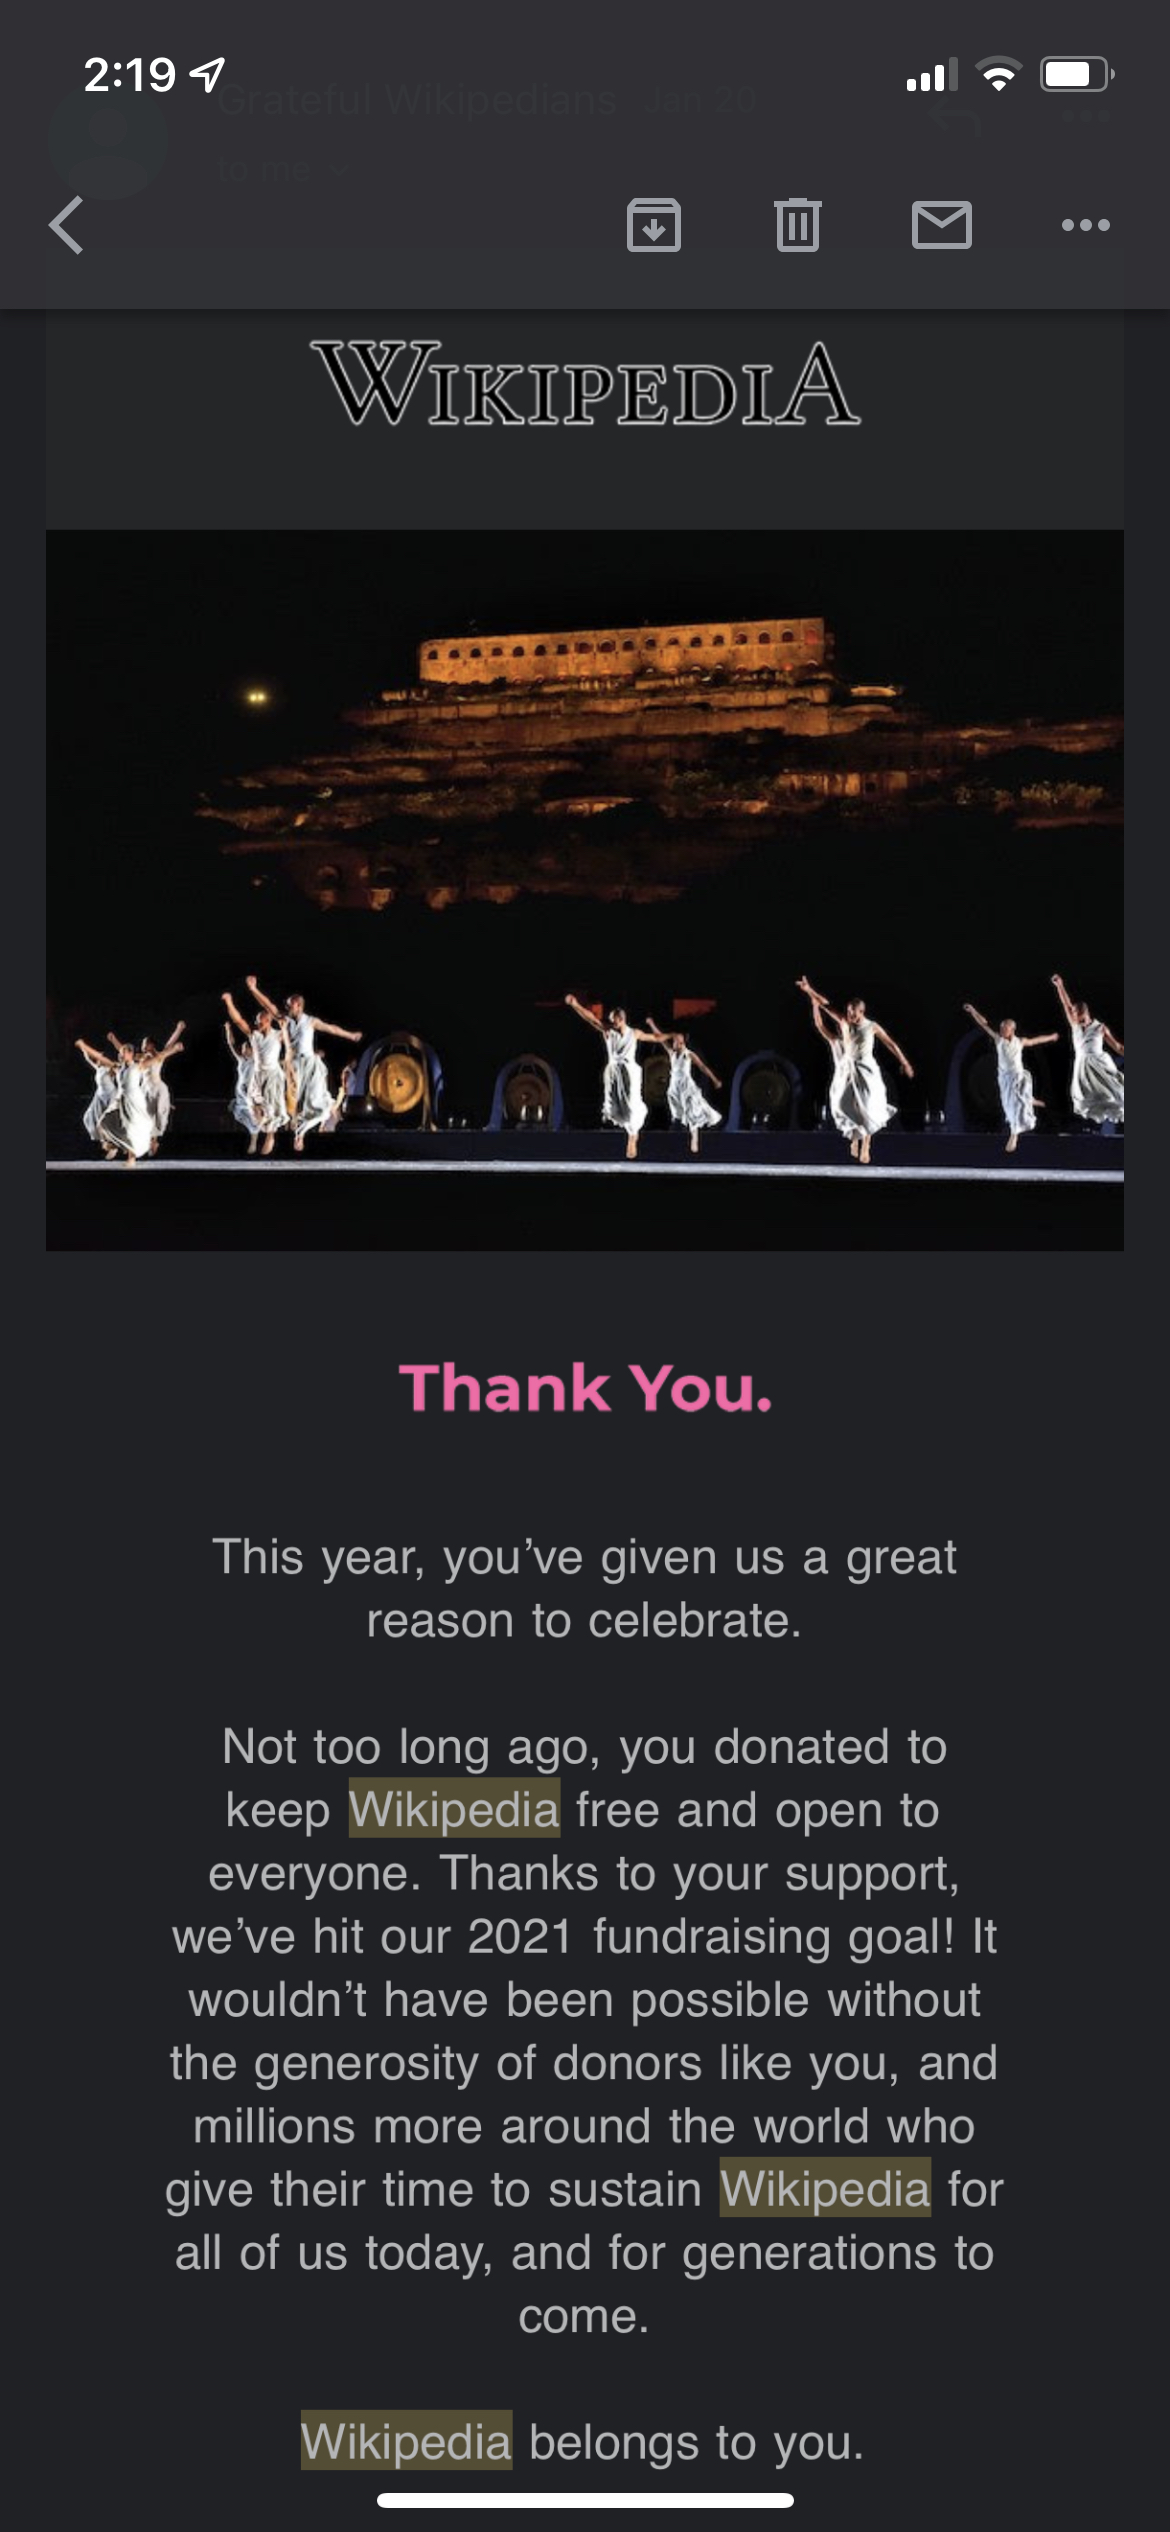 2:19
Grateful Wikipedians Jan 20
to me
WIKIPEDIA
Thank You.
This year, you’ve given us a great
reason to celebrate.
Not too long ago, you donated to
keep Wikipedia free and open to
everyone. Thanks to your support,
we’ve hit our 2021 fundraising goal! It
wouldn’t have been possible without
the generosity of donors like you, and
millions more around the world who
give their time to sustain Wikipedia for
all of us today, and for generations to
come.
Wikipedia belongs to you.